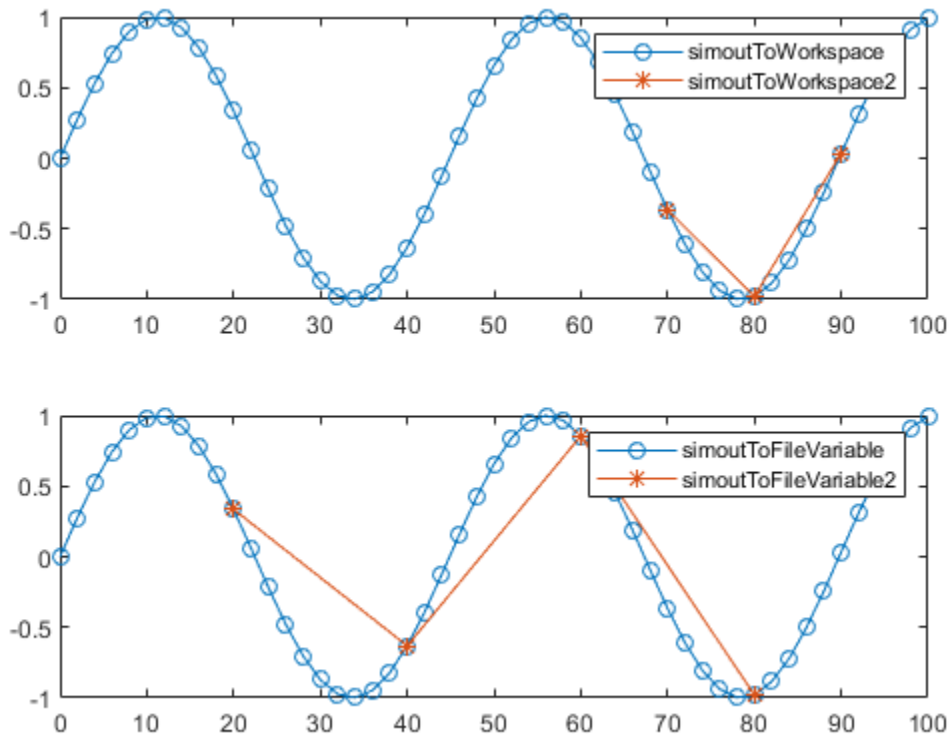 1
0.5
0
-0.5
-1
0 10 20 30 40 50 60 70 80 90 100
simoutToWorkspace
simoutToWorkspace2
1
0.5
0
-0.5
-1
0 10 20 30 40 50 60 70 80 90 100
simoutToFileVariable
simoutToFileVariable2